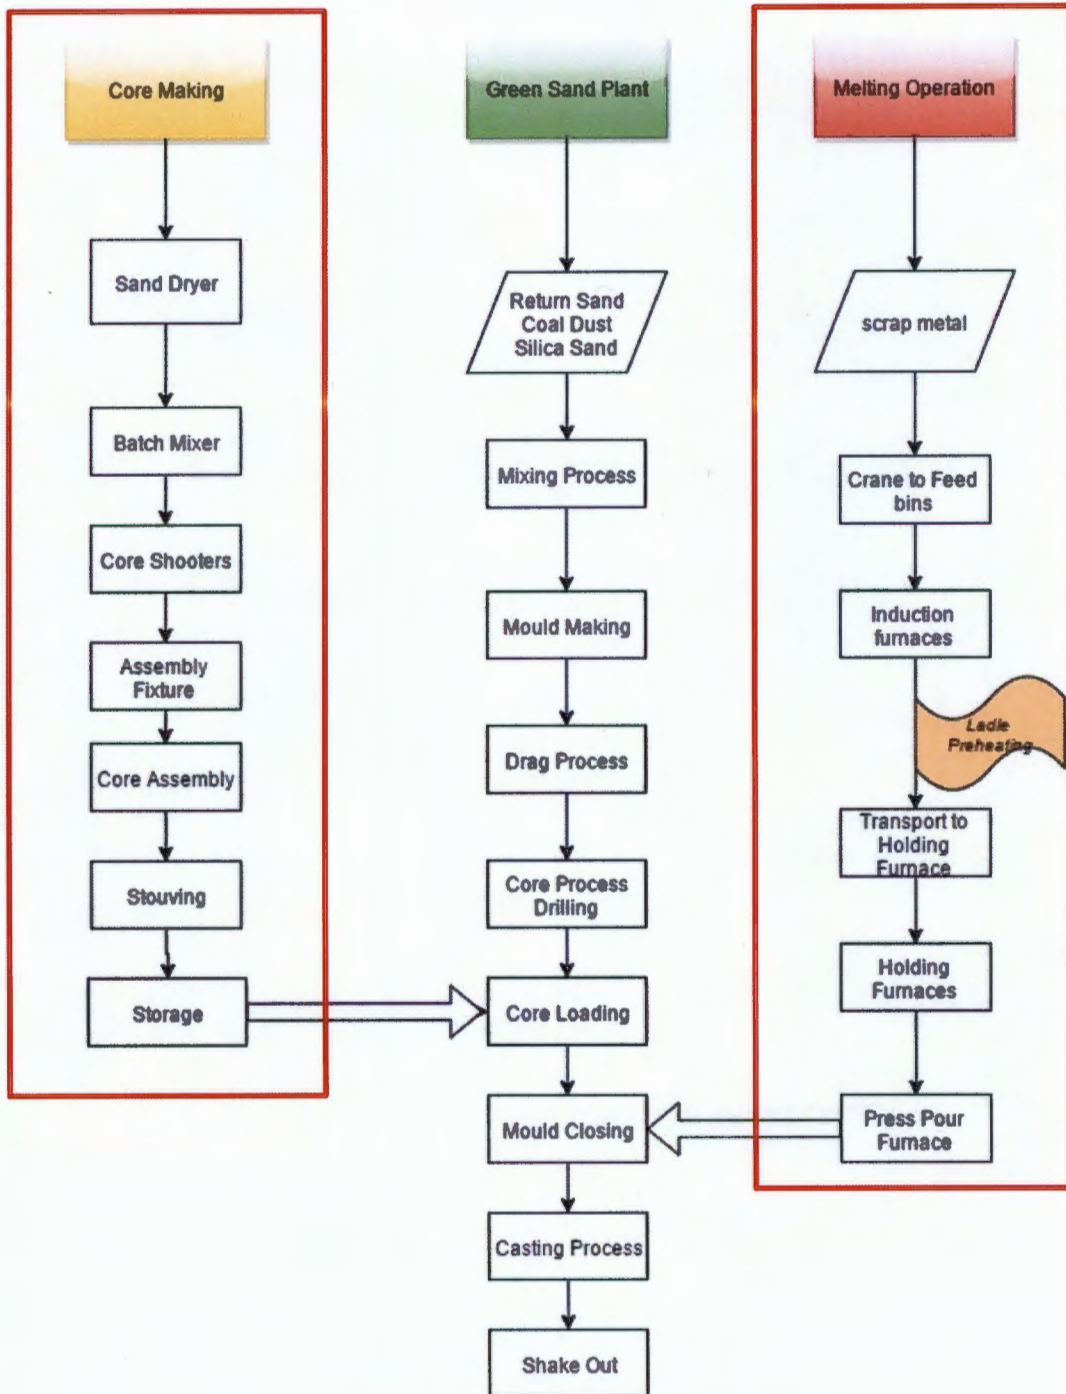 Core Making
Sand Dryer
Batch Mixer
Core Shooters
Assembly
Fixture
Core Assembly
Stouving
Storage
Green Sand Plant
Return Sand
Coal Dust
Silica Sand
Mixing Process
Mould Making
Drag Process
Core Process
Drilling
Core Loading
Mould Closing
Casting Process
Shake Out
Melting Operation
scrap metal
Crane to Feed
bins
Induction
furnaces
Ladle
Preheating
Transport to
Holding
Furnace
Holding
Furnaces
Press Pour
Furnace